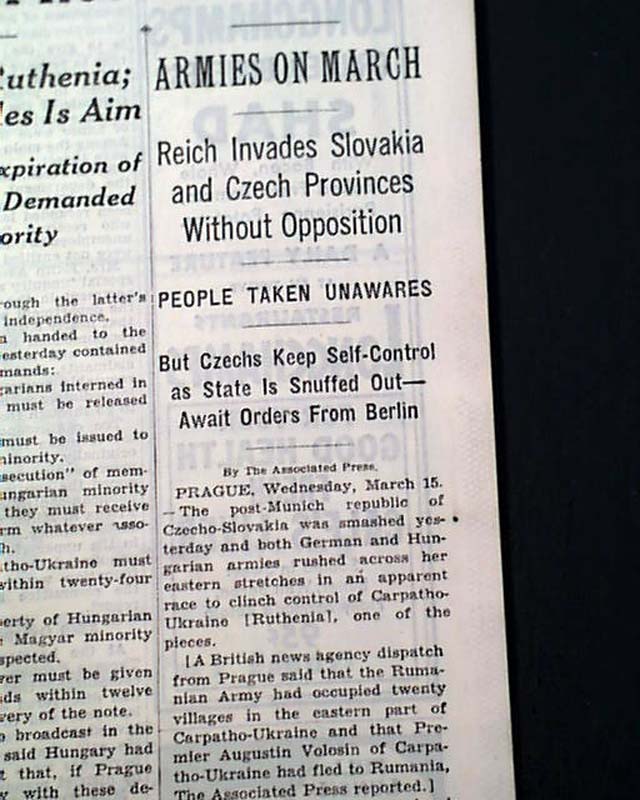 uthenia;
es Is Aim
xpiration of
Demanded
ority
ough the latter's
independence.
n handed to the
esterday contained
mands:
garians interned in
must be released
must be issued to
minority.
secution" of mem-
ungarian minority
they must receive
rm whatever asso-
h.
tho-Ukraine must
within twenty-four
erty of Hungarian
Magyar minority
spected.
ver must be given
ds within twelve
very of the note.
broadcast in the
said Hungary had
t that, if Prague
y with these de-
ARMIES ON MARCH
Reich Invades Slovakia
and Czech Provinces
Without Opposition
PEOPLE TAKEN UNAWARES
But Czechs Keep Self-Control
as State Is Snuffed Out—
Await Orders From Berlin
By The Associated Press.
PRAGUE, Wednesday, March 15.
—The post-Munich republic of
Czecho-Slovakia was smashed yes-
terday and both German and Hun-
garian armies rushed across her
eastern stretches in an apparent
race to clinch control of Carpatho-
Ukraine [Ruthenia], one of the
pieces.
[A British news agency dispatch
from Prague said that the Ruma-
nian Army had occupied twenty
villages in the eastern part of
Carpatho-Ukraine and that Pre-
mier Augustin Volosin of Carpa-
tho-Ukraine had fled to Rumania,
The Associated Press reported.]